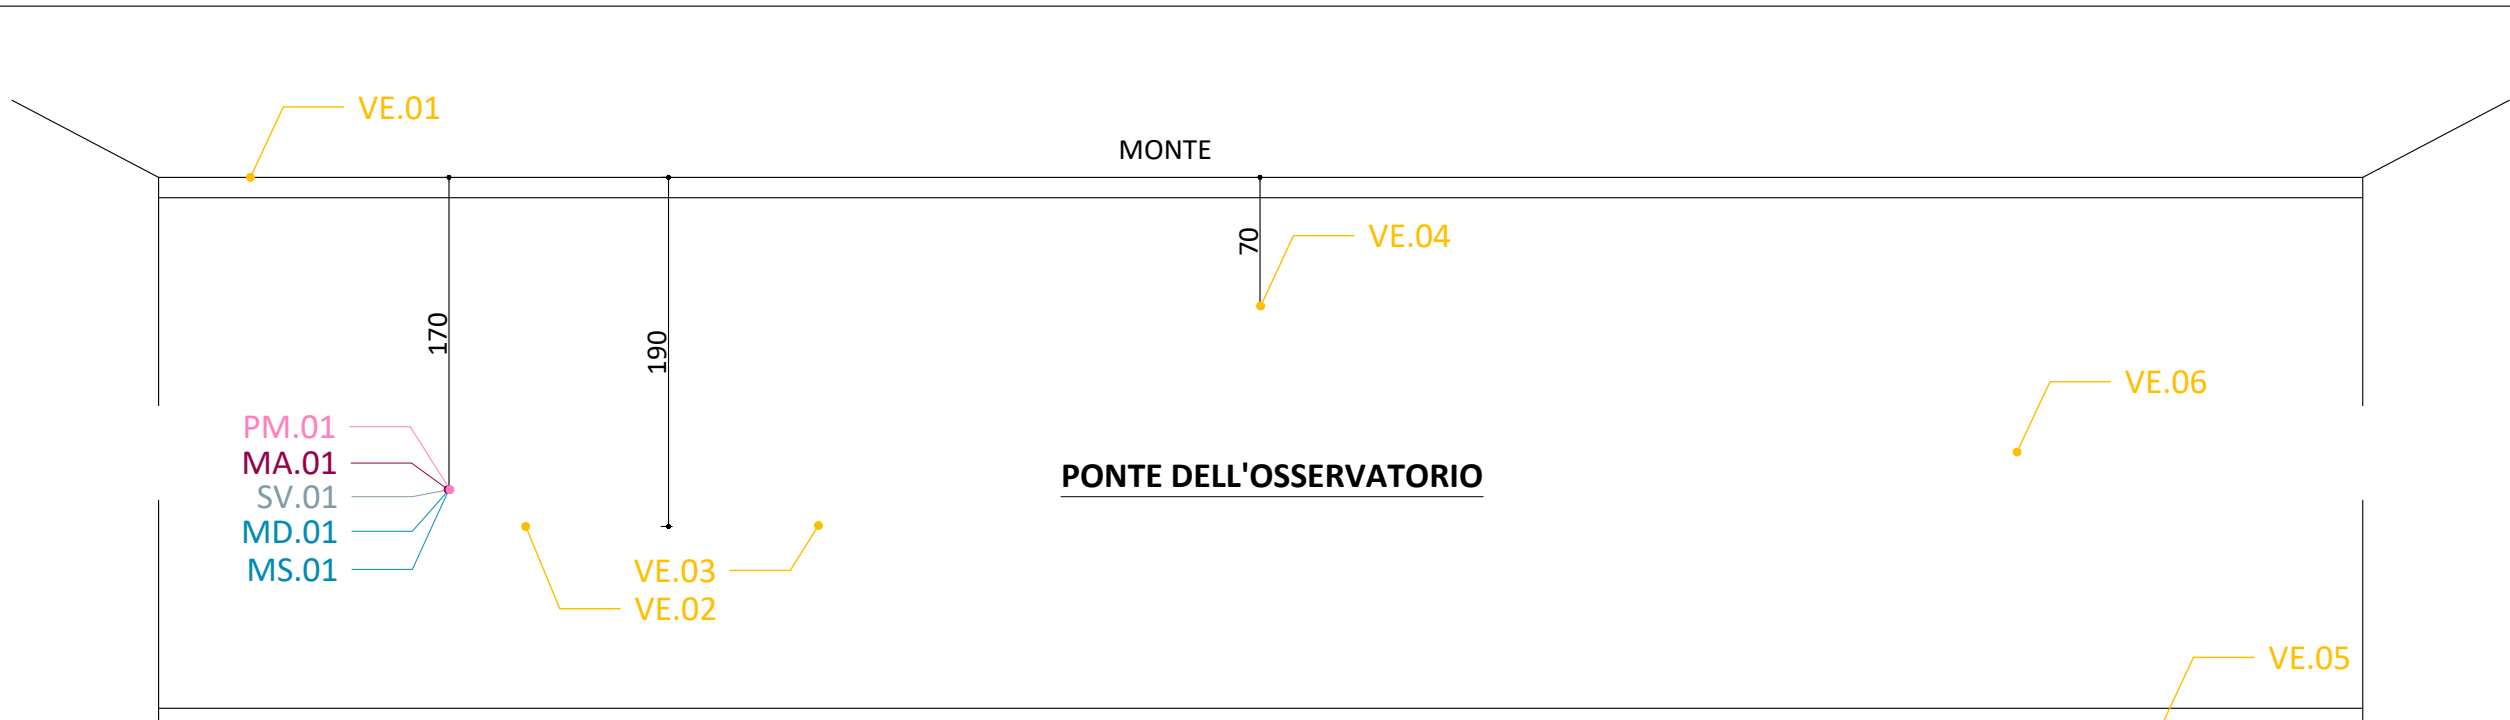 VE.01
MONTE
70
VE.04
170
190
VE.06
PM.01
MA.01
PONTE DELL'OSSERVATORIO
SV.01
MD.01
MS.01
VE.03
VE.02
VE.05